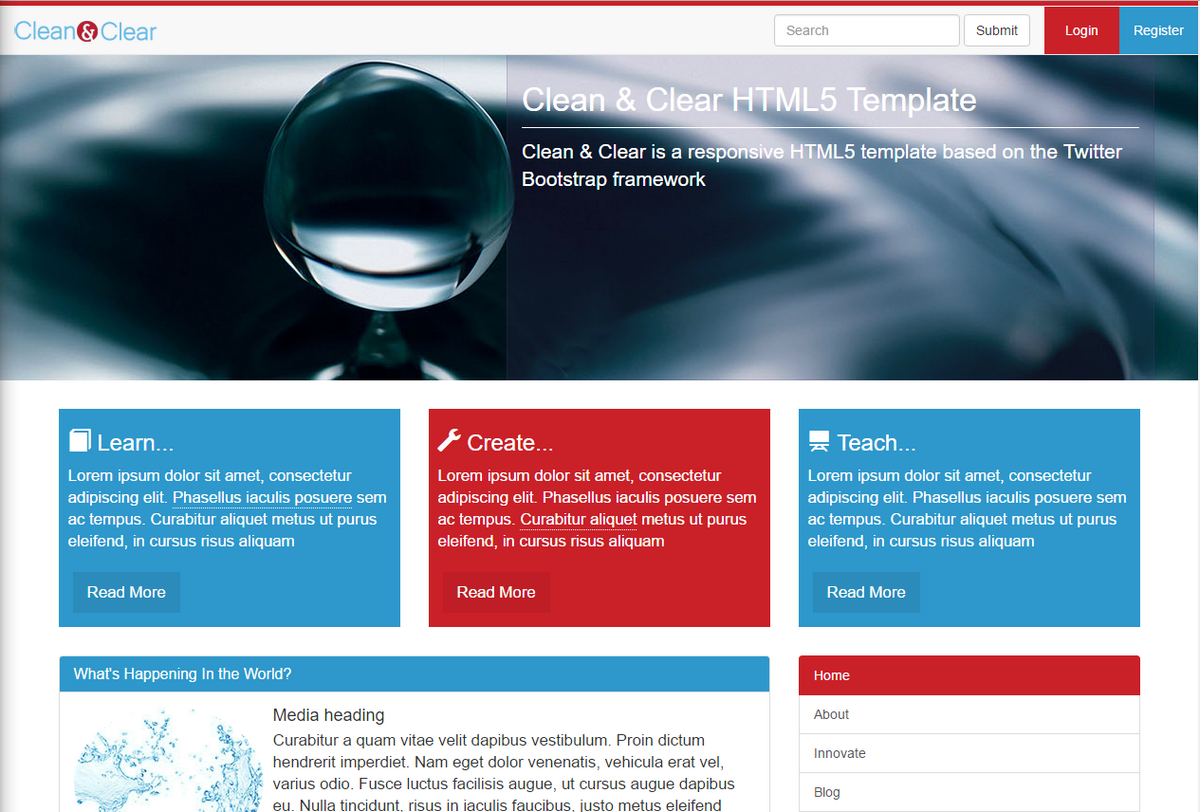 Clean&Clear
Search
Submit
Login
Register
Clean & Clear HTML5 Template
Clean & Clear is a responsive HTML5 template based on the Twitter
Bootstrap framework
Learn...
Lorem ipsum dolor sit amet, consectetur
adipiscing elit. Phasellus iaculis posuere sem
ac tempus. Curabitur aliquet metus ut purus
eleifend, in cursus risus aliquam
Read More
Create...
Lorem ipsum dolor sit amet, consectetur
adipiscing elit. Phasellus iaculis posuere sem
ac tempus. Curabitur aliquet metus ut purus
eleifend, in cursus risus aliquam
Read More
Teach...
Lorem ipsum dolor sit amet, consectetur
adipiscing elit. Phasellus iaculis posuere sem
ac tempus. Curabitur aliquet metus ut purus
eleifend, in cursus risus aliquam
Read More
What's Happening In the World?
Media heading
Curabitur a quam vitae velit dapibus vestibulum. Proin dictum
hendrerit imperdiet. Nam eget dolor venenatis, vehicula erat vel,
varius odio. Fusce luctus facilisis augue, ut cursus augue dapibus
eu. Nulla tincidunt, risus in iaculis faucibus, justo metus eleifend
Home
About
Innovate
Blog